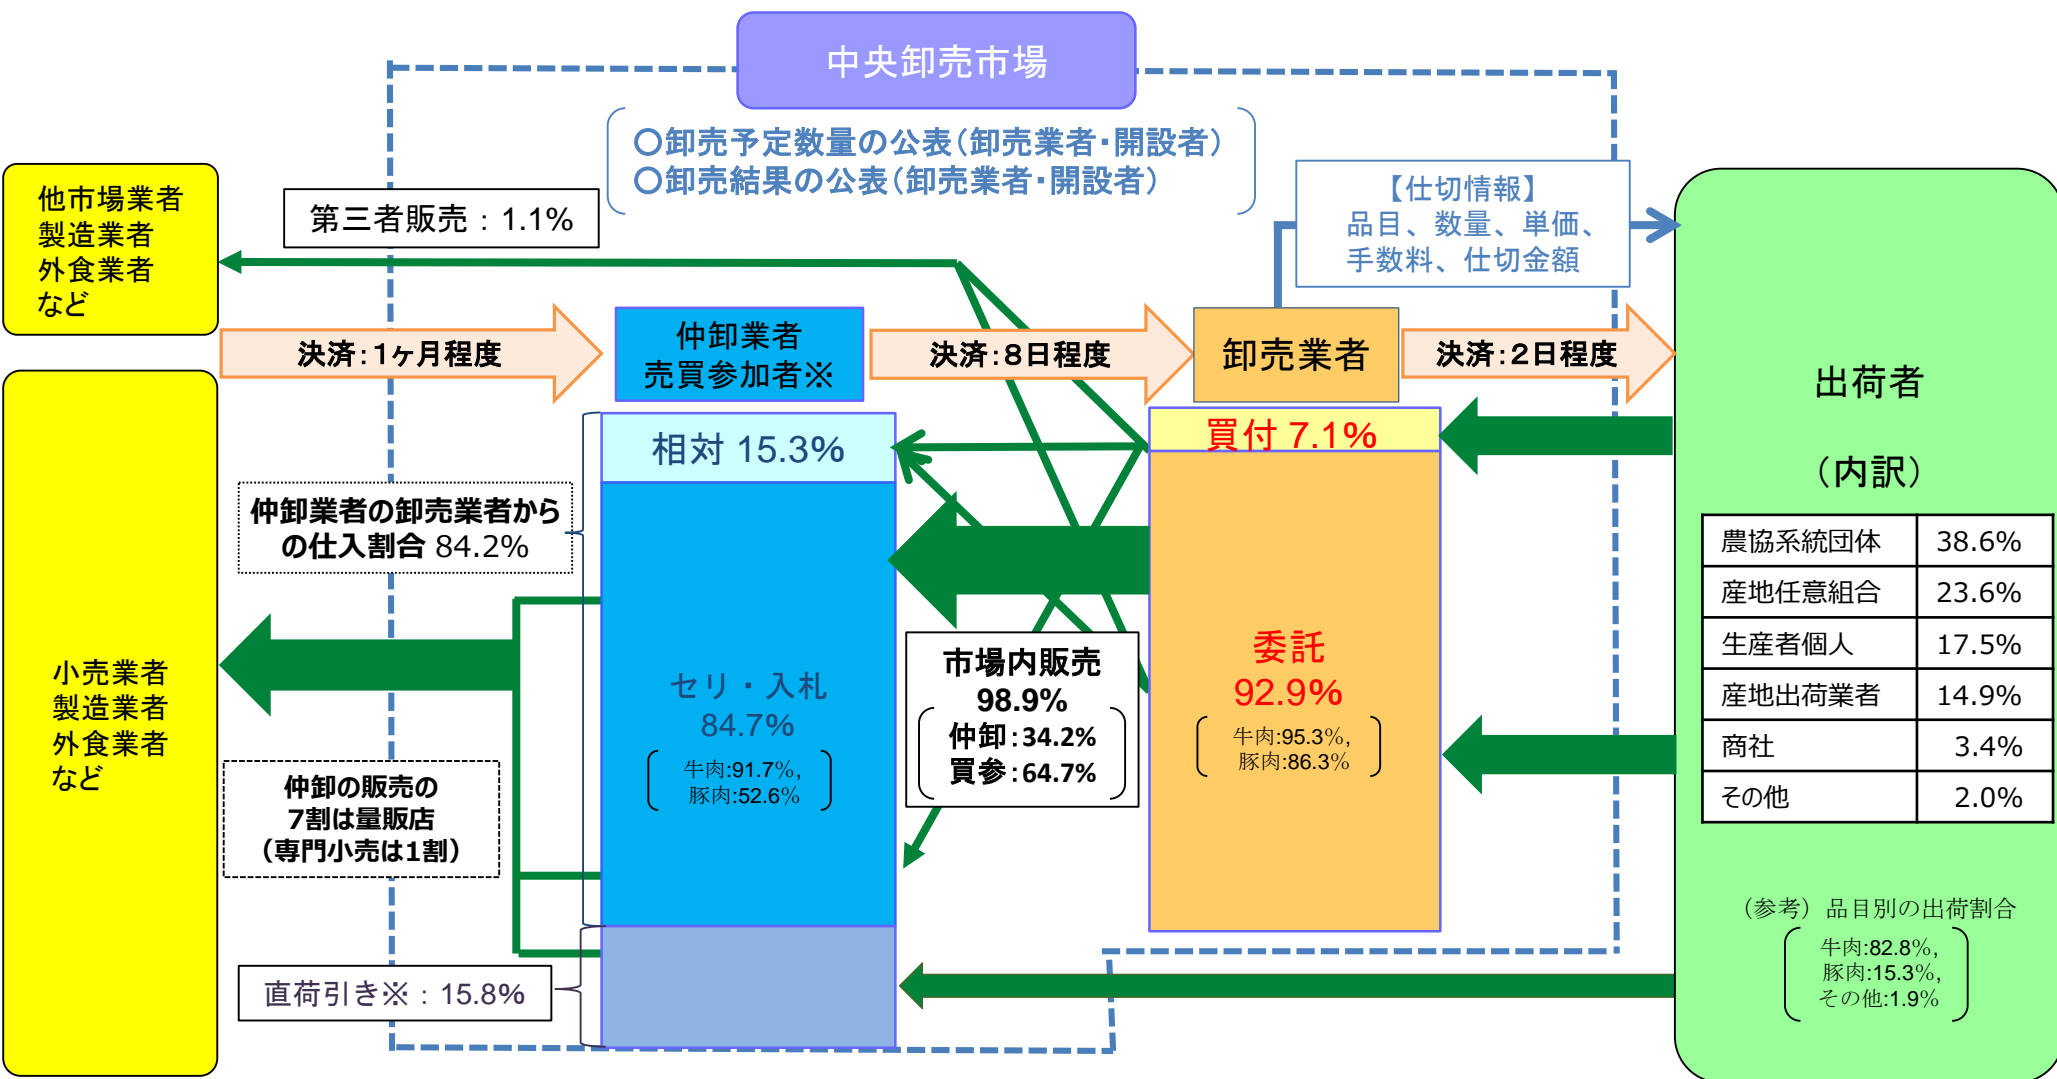 中央卸売市場
○卸売予定数量の公表(卸売業者・開設者)
○卸売結果の公表(卸売業者・開設者)
他市場業者
製造業者
外食業者
など
第三者販売：1.1%
【仕切情報】
品目、数量、単価、
手数料、仕切金額
決済:1ヶ月程度
仲卸業者
売買参加者※
決済:8日程度
卸売業者
決済:2日程度
出荷者
（内訳）
農協系統団体 38.6%
産地任意組合 23.6%
生産者個人 17.5%
産地出荷業者 14.9%
商社 3.4%
その他 2.0%
（参考）品目別の出荷割合
牛肉:82.8%,
豚肉:15.3%,
その他:1.9%
相対 15.3%
買付 7.1%
仲卸業者の卸売業者から
の仕入割合 84.2%
セリ・入札
84.7%
牛肉:91.7%,
豚肉:52.6%
市場内販売
98.9%
仲卸:34.2%
買参:64.7%
委託
92.9%
牛肉:95.3%,
豚肉:86.3%
小売業者
製造業者
外食業者
など
仲卸の販売の
7割は量販店
（専門小売は1割）
直荷引き※：15.8%